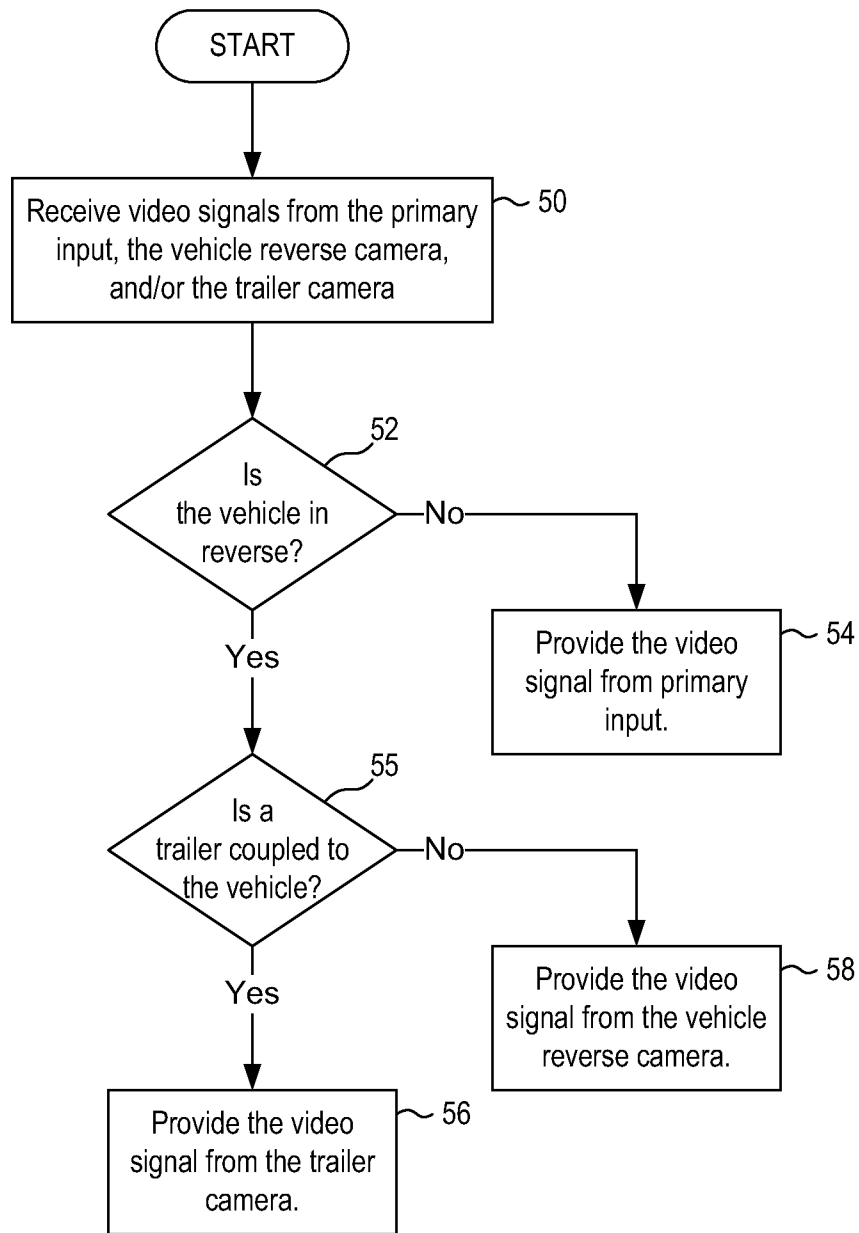 START
Receive video signals from the primary
input, the vehicle reverse camera,
and/or the trailer camera
50
52
Is
the vehicle in
reverse?
No
Yes
Provide the video
signal from primary
input.
54
55
Is a
trailer coupled to
the vehicle?
No
Yes
Provide the video
signal from the vehicle
reverse camera.
58
Provide the video
signal from the trailer
camera.
56